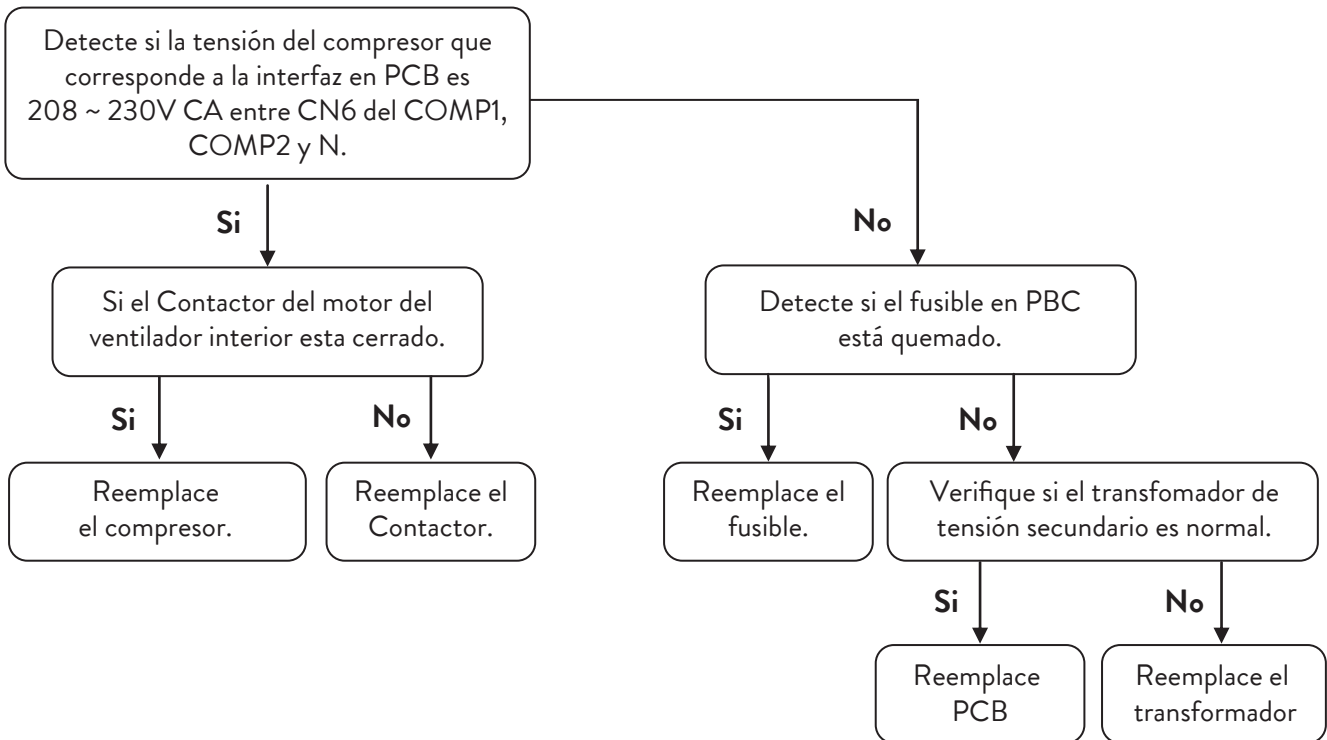 Detecte si la tensión del compresor que
corresponde a la interfaz en PCB es
208 ~ 230V CA entre CN6 del COMP1,
COMP2 y N.
Si
No
Si el Contactor del motor del
ventilador interior esta cerrado.
Detecte si el fusible en PBC
está quemado.
Si
No
Si
No
Reemplace
el compresor.
Reemplace el
Contactor.
Reemplace el
fusible.
Verifique si el transfomador de
tensión secundario es normal.
Si
No
Reemplace
PCB
Reemplace el
transformador